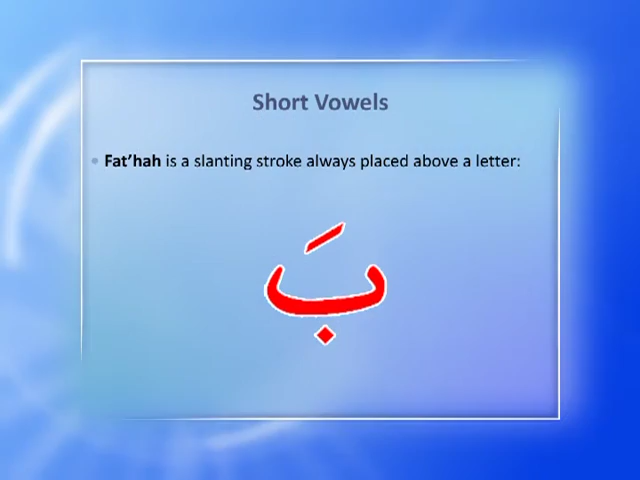 Short Vowels
• Fat’hah is a slanting stroke always placed above a letter:
بَ